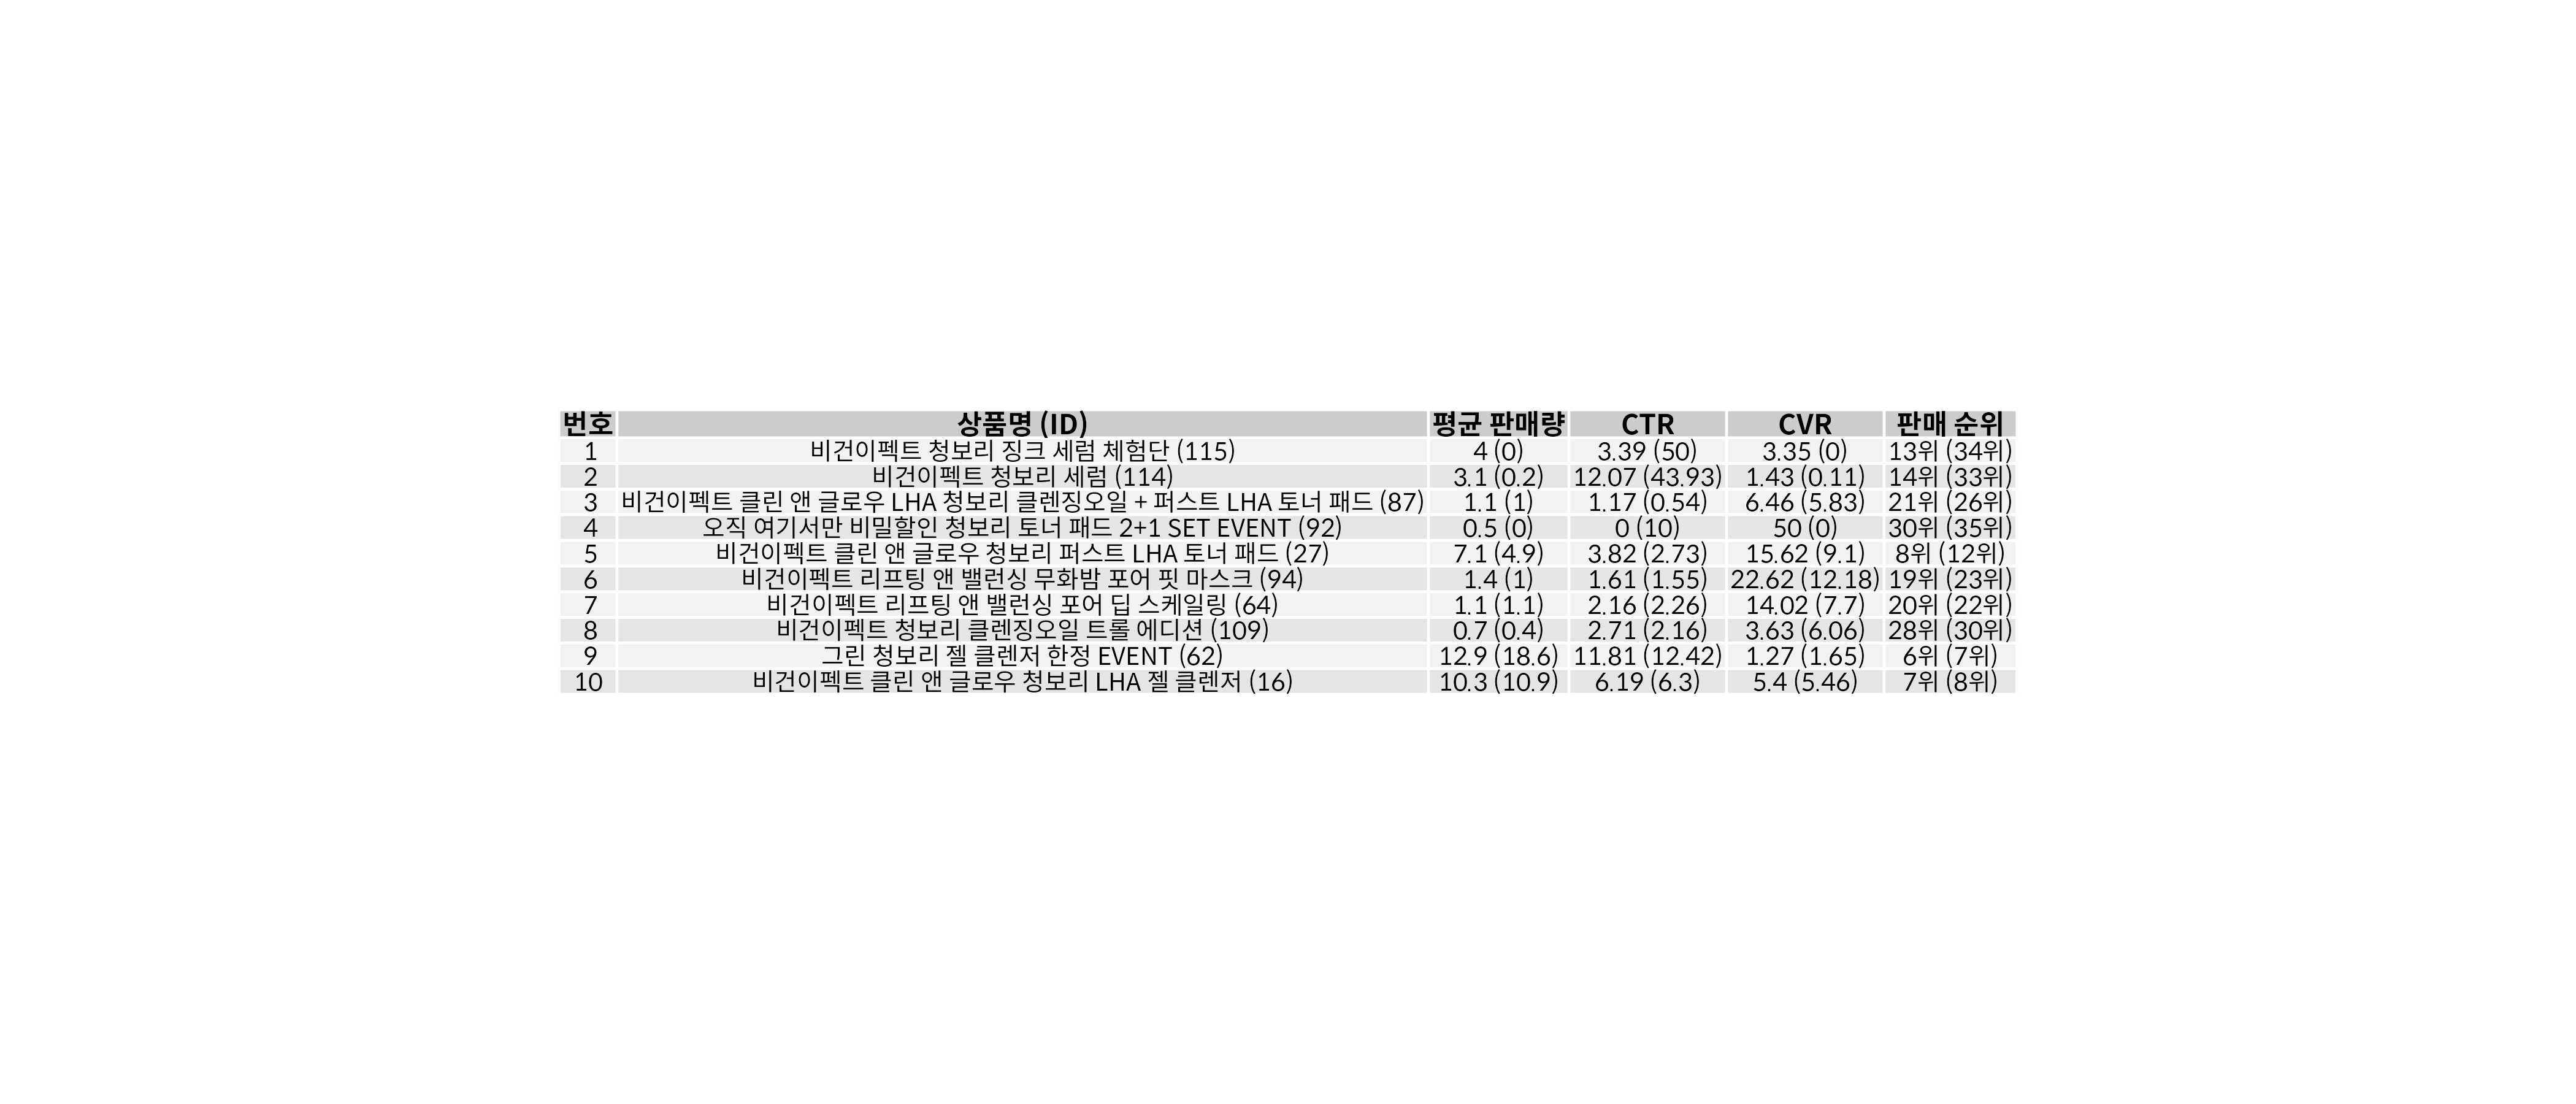 번호 상품명 (ID) 평균 판매량 CTR CVR 판매 순위
1 비건이펙트 청보리 징크 세럼 체험단 (115) 4 (0) 3.39 (50) 3.35 (0) 13위 (34위)
2 비건이펙트 청보리 세럼 (114) 3.1 (0.2) 12.07 (43.93) 1.43 (0.11) 14위 (33위)
3 비건이펙트 클린 앤 글로우 LHA 청보리 클렌징오일 + 퍼스트 LHA 토너 패드 (87) 1.1 (1) 1.17 (0.54) 6.46 (5.83) 21위 (26위)
4 오직 여기서만 비밀할인 청보리 토너 패드 2+1 SET EVENT (92) 0.5 (0) 0 (10) 50 (0) 30위 (35위)
5 비건이펙트 클린 앤 글로우 청보리 퍼스트 LHA 토너 패드 (27) 7.1 (4.9) 3.82 (2.73) 15.62 (9.1) 8위 (12위)
6 비건이펙트 리프팅 앤 밸런싱 무화밤 포어 핏 마스크 (94) 1.4 (1) 1.61 (1.55) 22.62 (12.18) 19위 (23위)
7 비건이펙트 리프팅 앤 밸런싱 포어 딥 스케일링 (64) 1.1 (1.1) 2.16 (2.26) 14.02 (7.7) 20위 (22위)
8 비건이펙트 청보리 클렌징오일 트롤 에디션 (109) 0.7 (0.4) 2.71 (2.16) 3.63 (6.06) 28위 (30위)
9 그린 청보리 젤 클렌저 한정 EVENT (62) 12.9 (18.6) 11.81 (12.42) 1.27 (1.65) 6위 (7위)
10 비건이펙트 클린 앤 글로우 청보리 LHA 젤 클렌저 (16) 10.3 (10.9) 6.19 (6.3) 5.4 (5.46) 7위 (8위)